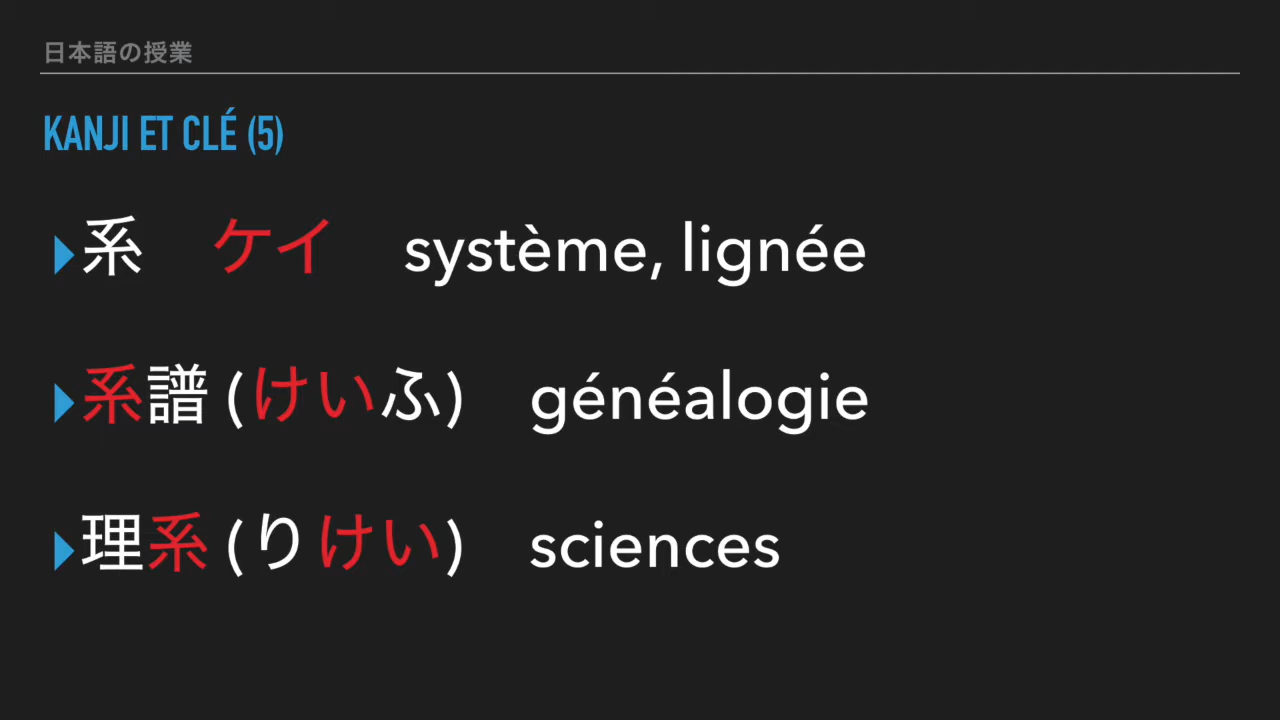 日本語の授業
KANJI ET CLÉ (5)
▸系　ケイ　système, lignée
▸系譜 (けいふ)　généalogie
▸理系 (りけい)　sciences